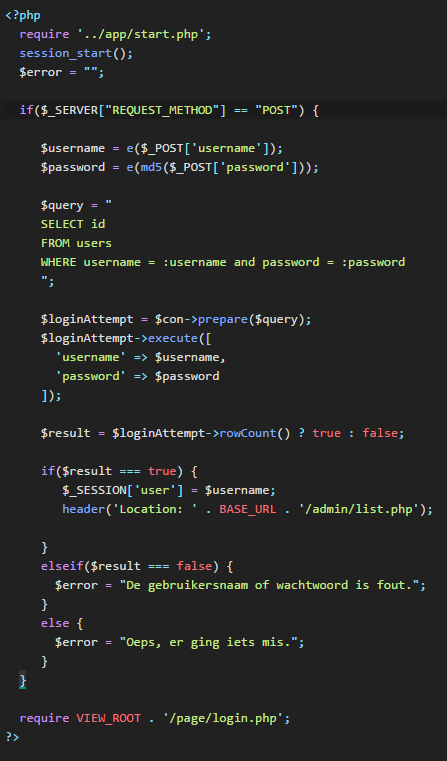 <?php
require '../app/start.php';
session_start();
$error = "";
if($_SERVER["REQUEST_METHOD"] == "POST") {
$username = e($_POST['username']);
$password = e(md5($_POST['password']));
$query = "
SELECT id
FROM users
WHERE username = :username and password = :password
";
$loginAttempt = $con->prepare($query);
$loginAttempt->execute([
'username' => $username,
'password' => $password
]);
$result = $loginAttempt->rowCount() ? true : false;
if($result === true) {
$_SESSION['user'] = $username;
header('Location: ' . BASE_URL . '/admin/list.php');
}
elseif($result === false) {
$error = "De gebruikersnaam of wachtwoord is fout.";
}
else {
$error = "Oeps, er ging iets mis.";
}
}
require VIEW_ROOT . '/page/login.php';
?>